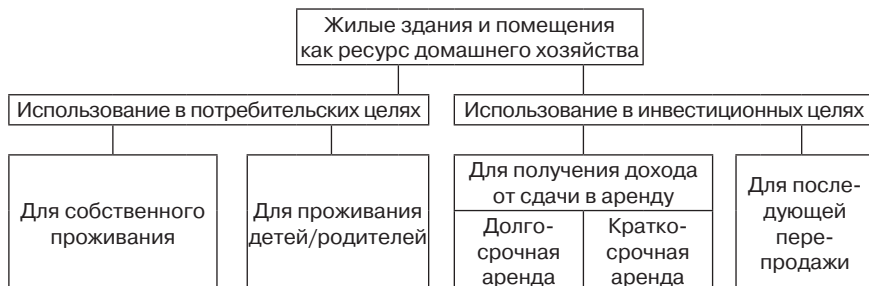 Жилые здания и помещения
как ресурс домашнего хозяйства
Использование в потребительских целях
Использование в инвестиционных целях
Для собственного
проживания
Для проживания
детей/родителей
Для получения дохода
от сдачи в аренду
Долго-
срочная
аренда
Кратко-
срочная
аренда
Для после-
дующей
пере-
продажи